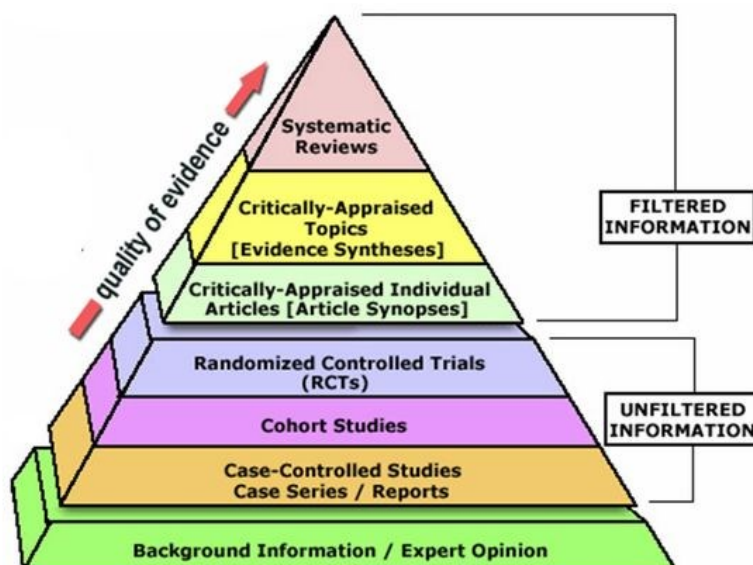 quality of evidence
Systematic
Reviews
Critically-Appraised
Topics
[Evidence Syntheses]
Critically-Appraised Individual
Articles [Article Synopses]
FILTERED
INFORMATION
Randomized Controlled Trials
(RCTs)
Cohort Studies
Case-Controlled Studies
Case Series / Reports
UNFILTERED
INFORMATION
Background Information / Expert Opinion